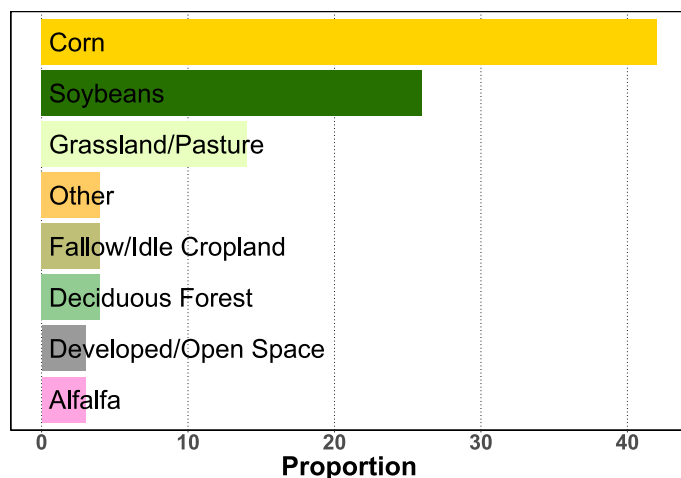 Corn
Soybeans
Grassland/Pasture
Other
Fallow/Idle Cropland
Deciduous Forest
Developed/Open Space
Alfalfa
0 10 20 30 40
Proportion